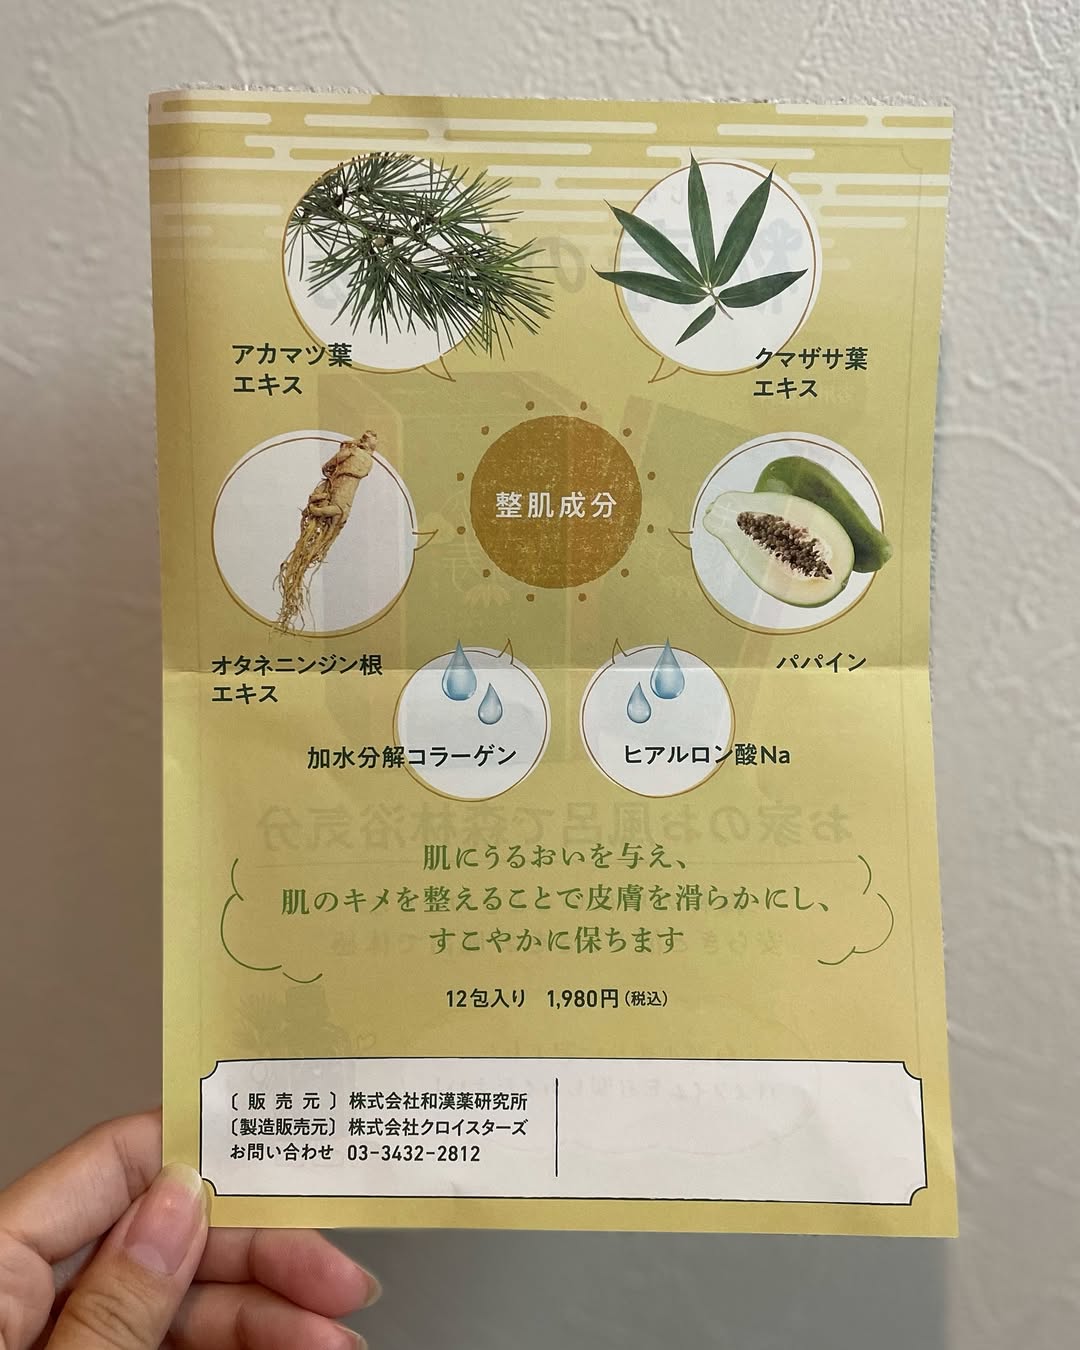 アカマツ葉
エキス
クマザサ葉
エキス
整肌成分
オタネニンジン根
エキス
パパイン
加水分解コラーゲン
ヒアルロン酸Na
お家のお風呂で森林浴気分
肌にうるおいを与え、
肌のキメを整えることで皮膚を滑らかにし、
すこやかに保ちます
12包入り 1,980円(税込)
〔販売元〕 株式会社和漢薬研究所
〔製造販売元〕 株式会社クロイスターズ
お問い合わせ 03-3432-2812